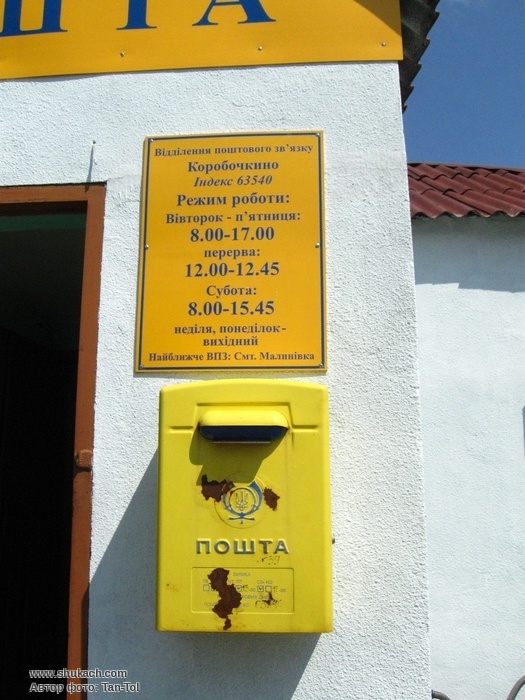 ШТА
Відділення поштового зв'язку
Коробочкино
Індекс 63540
Режим роботи:
Вівторок - п'ятниця:
8.00-17.00
перерва:
12.00-12.45
Субота:
8.00-15.45
неділя, понеділок-
вихідний
Найближче ВПЗ: Смт. Малинівка
ПОШТА
www.shukach.com
Автор фото: Tan-Tol